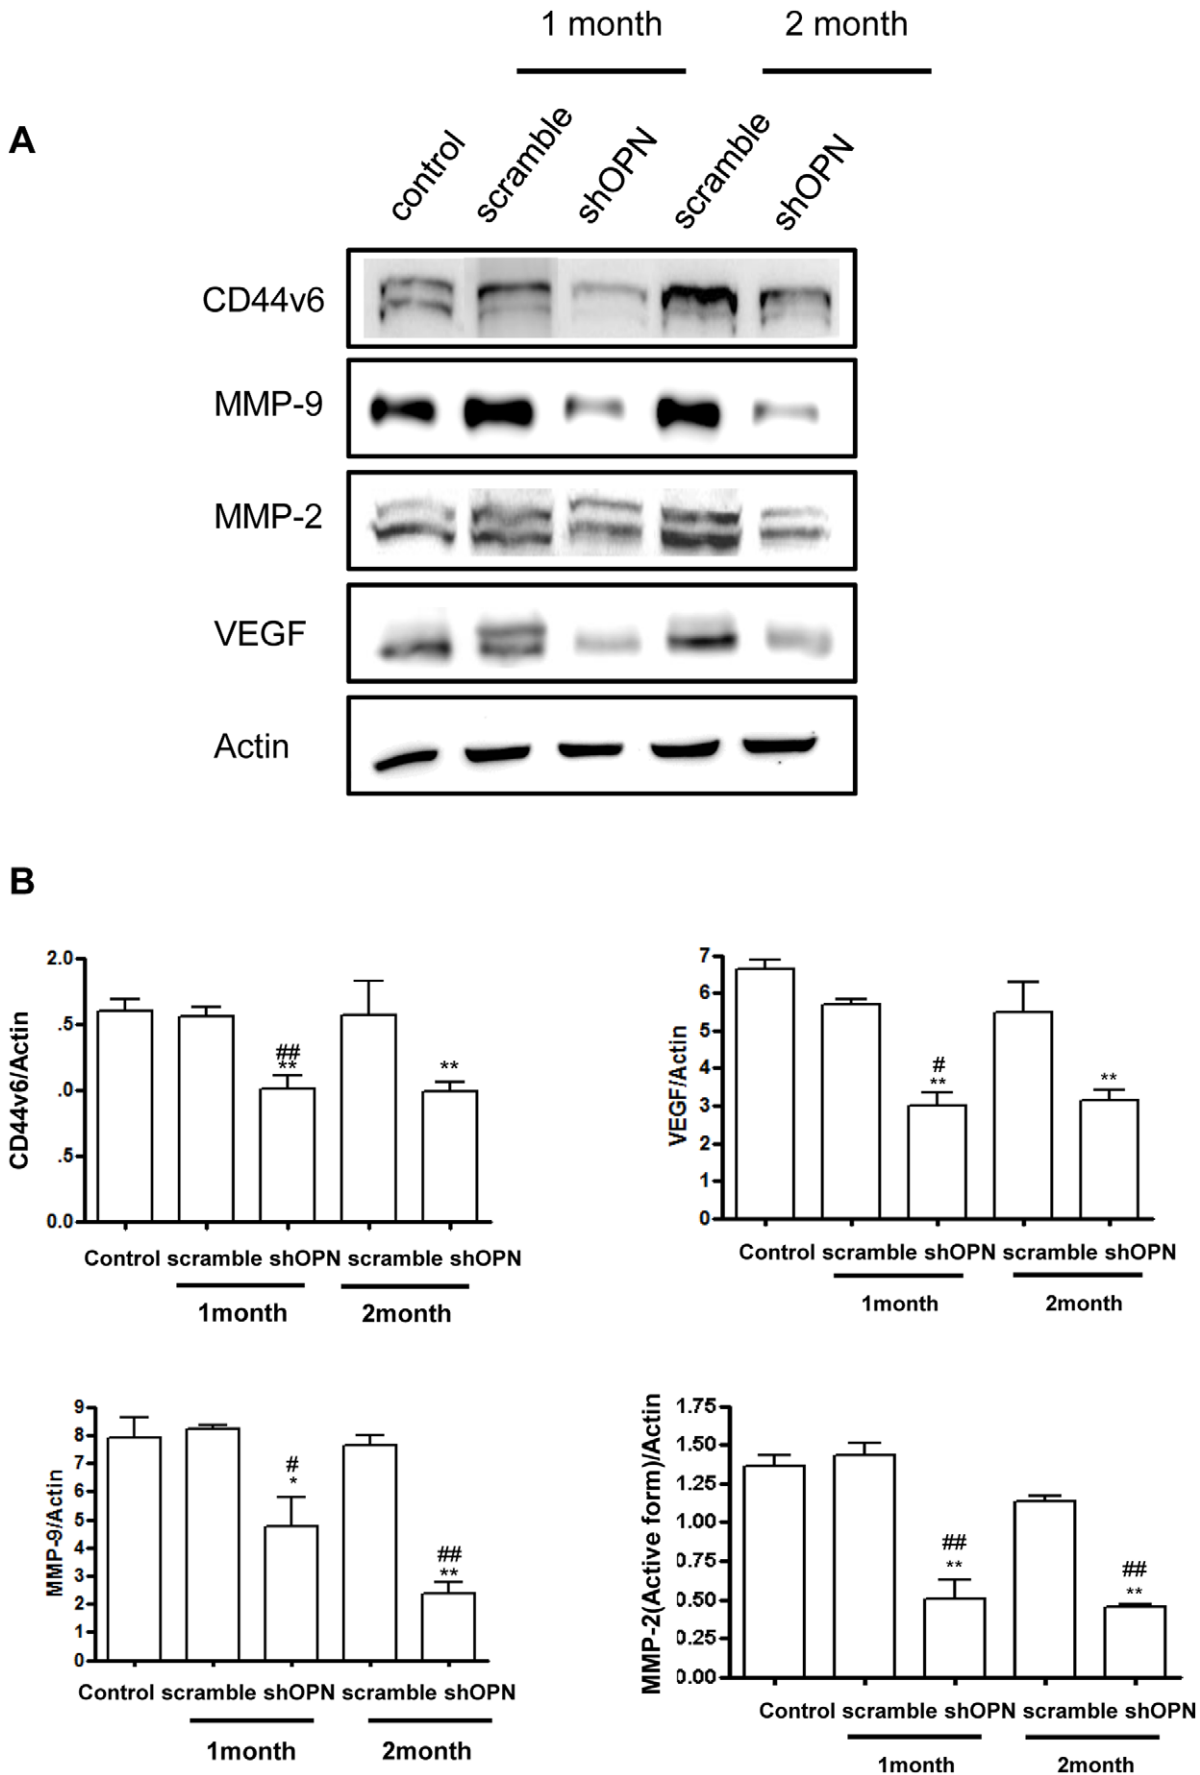 1 month 2 month
A
control scramble shOPN scramble shOPN
CD44v6
MMP-9
MMP-2
VEGF
Actin
B
CD44v6/Actin
2.0
.5
.0
.5
0.0
##
**
**
Control scramble shOPN scramble shOPN
1month 2month
VEGF/Actin
7
6
5
4
3
2
1
0
#
**
**
Control scramble shOPN scramble shOPN
1month 2month
MMP-9/Actin
9
8
7
6
5
4
3
2
1
0
#
*
##
**
Control scramble shOPN scramble shOPN
1month 2month
MMP-2(Active form)/Actin
1.75
1.50
1.25
1.00
0.75
0.50
0.25
0.00
##
**
##
**
Control scramble shOPN scramble shOPN
1month 2month